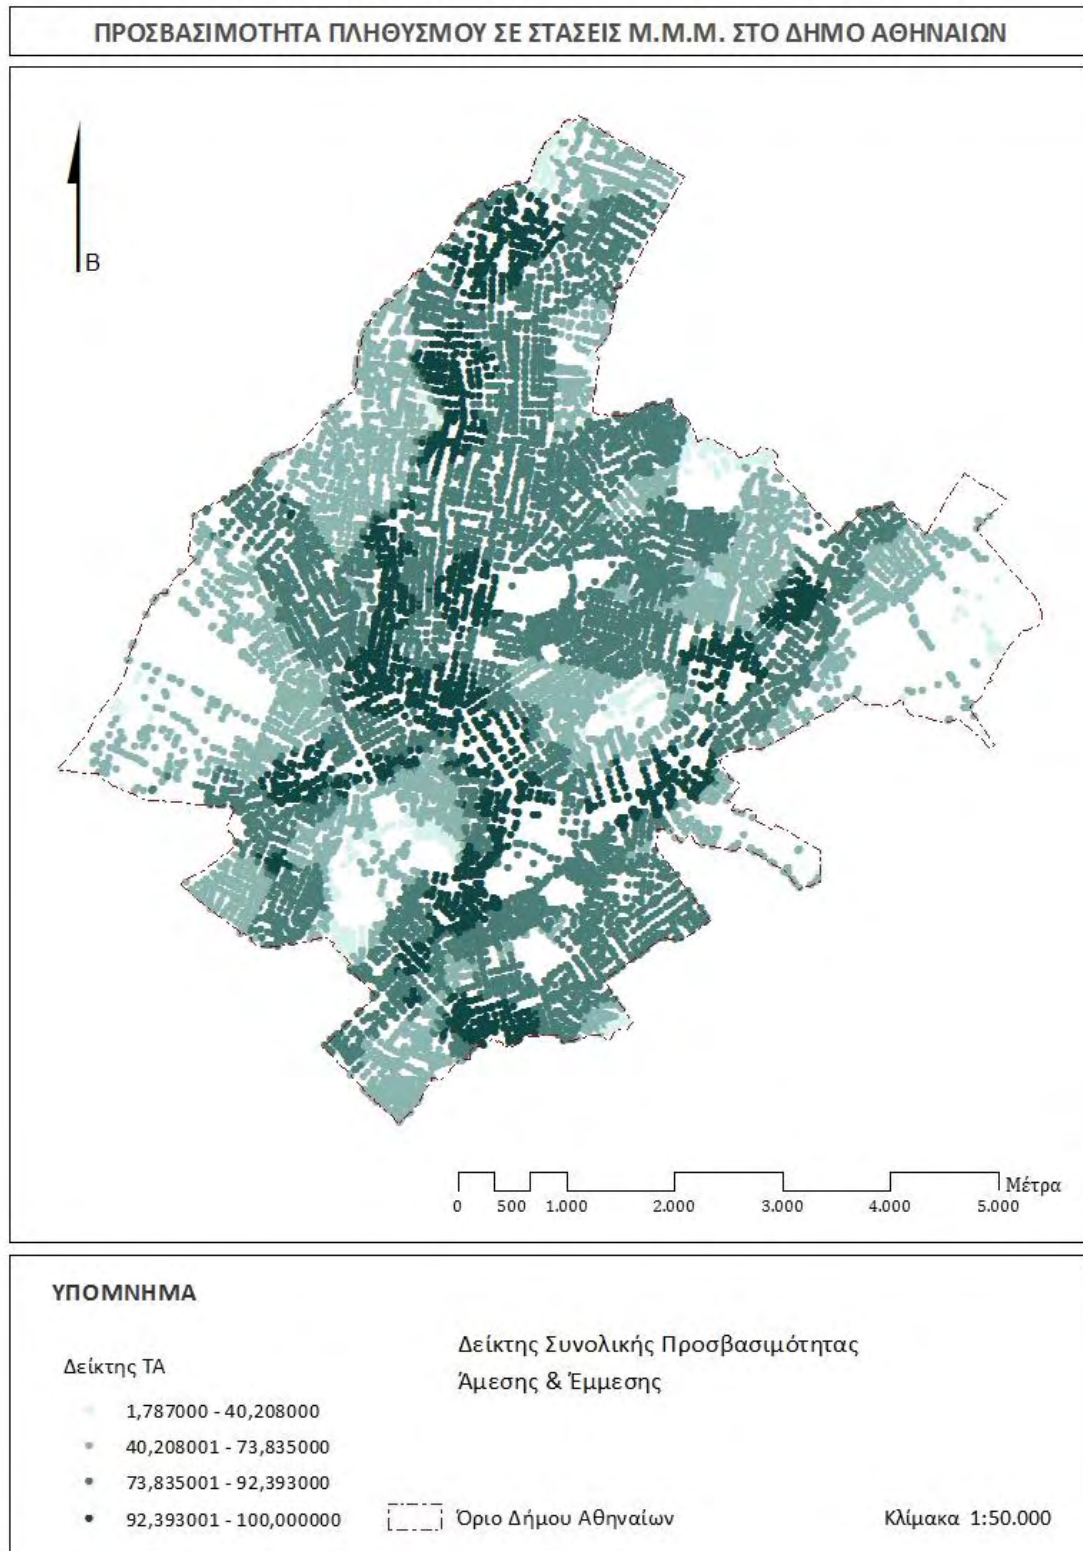 ΠΡΟΣΒΑΣΙΜΟΤΗΤΑ ΠΛΗΘΥΣΜΟΥ ΣΕ ΣΤΑΣΕΙΣ Μ.Μ.Μ. ΣΤΟ ΔΗΜΟ ΑΘΗΝΑΙΩΝ
Β
Μέτρα
0 500 1.000 2.000 3.000 4.000 5.000
ΥΠΟΜΝΗΜΑ
Δείκτης Συνολικής Προσβασιμότητας
Άμεσης & Έμμεσης
Δείκτης ΤΑ
1,787000 - 40,208000
40,208001 - 73,835000
73,835001 - 92,393000
92,393001 - 100,000000
Όριο Δήμου Αθηναίων
Κλίμακα 1:50.000